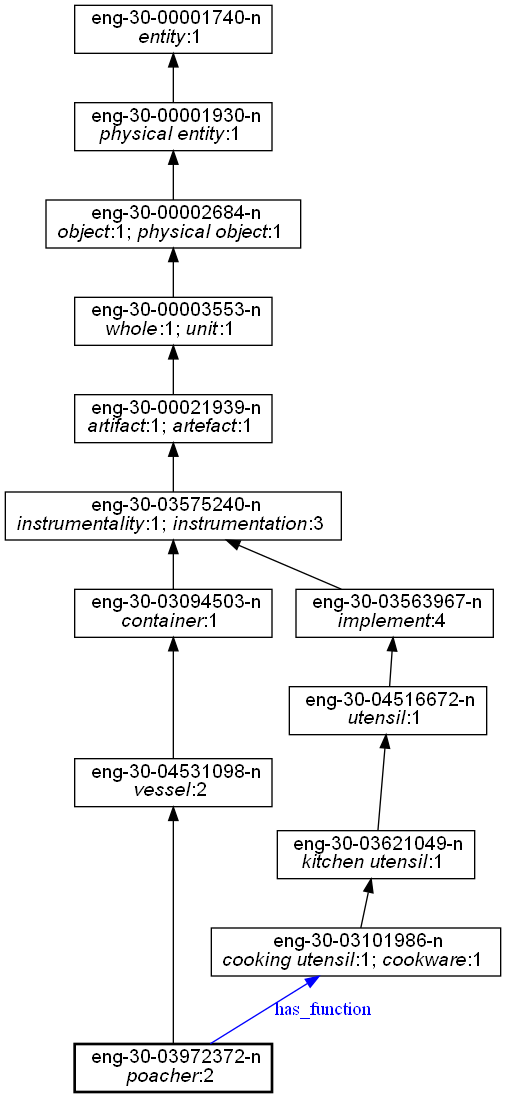 eng-30-00001740-n
entity:1
eng-30-00001930-n
physical entity:1
eng-30-00002684-n
object:1; physical object:1
eng-30-00003553-n
whole:1; unit:1
eng-30-00021939-n
artifact:1; artefact:1
eng-30-03575240-n
instrumentality:1; instrumentation:3
eng-30-03094503-n
container:1
eng-30-03563967-n
implement:4
eng-30-04516672-n
utensil:1
eng-30-04531098-n
vessel:2
eng-30-03621049-n
kitchen utensil:1
eng-30-03101986-n
cooking utensil:1; cookware:1
has_function
eng-30-03972372-n
poacher:2